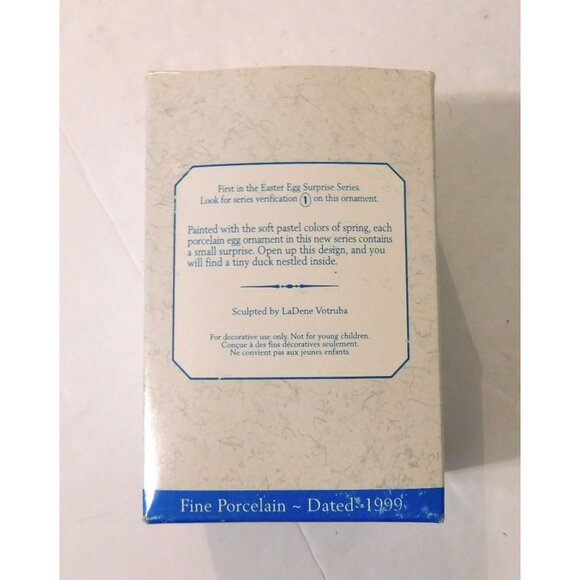 First in the Easter Egg Surprise Series.
Look for series verification 1 on this ornament.
Painted with the soft pastel colors of spring, each
porcelain egg ornament in this new series contains
a small surprise. Open up this design, and you
will find a tiny duck nestled inside.
Sculpted by LaDene Votruba
For decorative use only. Not for young children.
Conçue à des fins décoratives seulement.
Ne convient pas aux jeunes enfants.
Fine Porcelain ~ Dated 1999